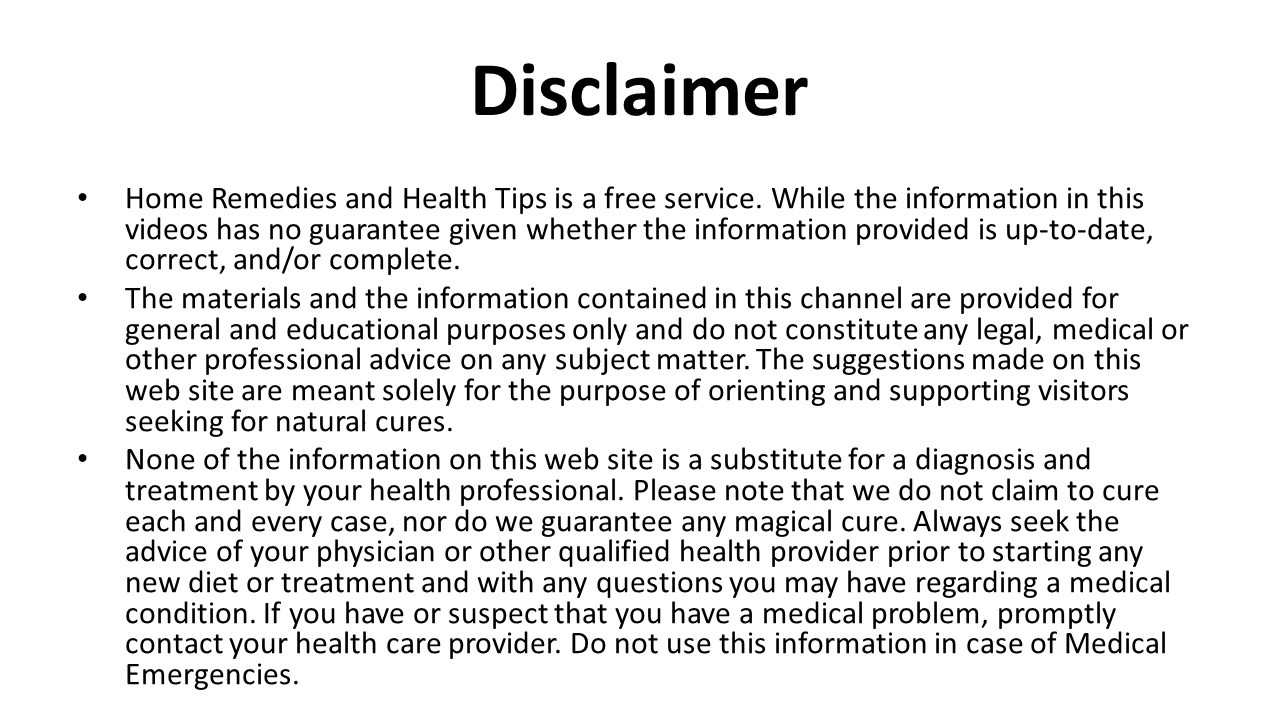 Disclaimer
• Home Remedies and Health Tips is a free service. While the information in this
videos has no guarantee given whether the information provided is up-to-date,
correct, and/or complete.
• The materials and the information contained in this channel are provided for
general and educational purposes only and do not constitute any legal, medical or
other professional advice on any subject matter. The suggestions made on this
web site are meant solely for the purpose of orienting and supporting visitors
seeking for natural cures.
• None of the information on this web site is a substitute for a diagnosis and
treatment by your health professional. Please note that we do not claim to cure
each and every case, nor do we guarantee any magical cure. Always seek the
advice of your physician or other qualified health provider prior to starting any
new diet or treatment and with any questions you may have regarding a medical
condition. If you have or suspect that you have a medical problem, promptly
contact your health care provider. Do not use this information in case of Medical
Emergencies.